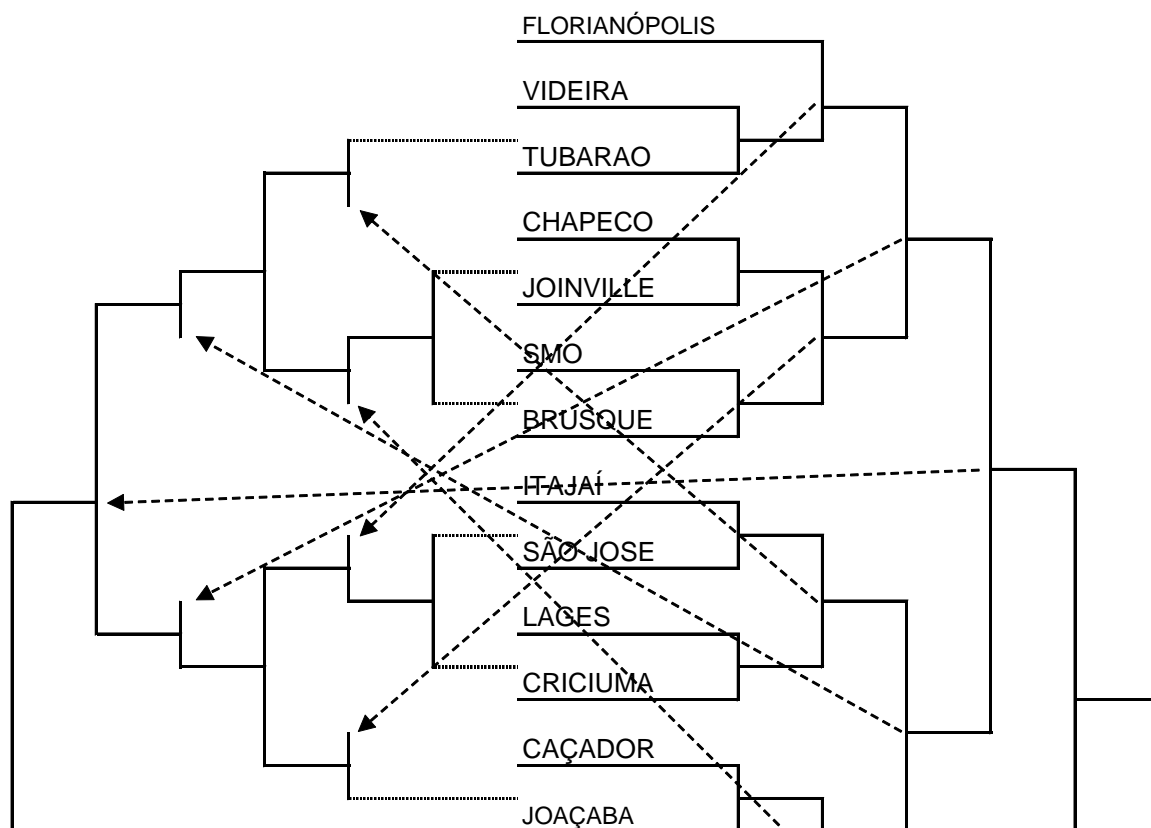 FLORIANÓPOLIS
VIDEIRA
TUBARAO
CHAPECO
JOINVILLE
SMO
BRUSQUE
ITAJAÍ
SÃO JOSE
LAGES
CRICIUMA
CAÇADOR
JOAÇABA